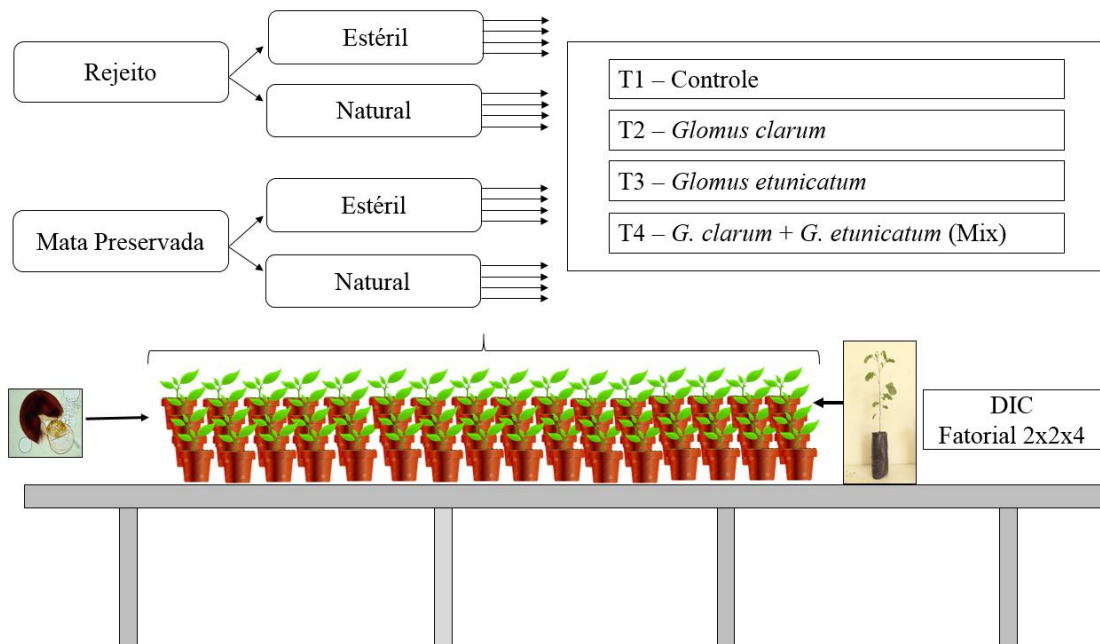 Rejeito
Estéril
Natural
Mata Preservada
Estéril
Natural
T1 – Controle
T2 – Glomus clarum
T3 – Glomus etunicatum
T4 – G. clarum + G. etunicatum (Mix)
DIC
Fatorial 2x2x4